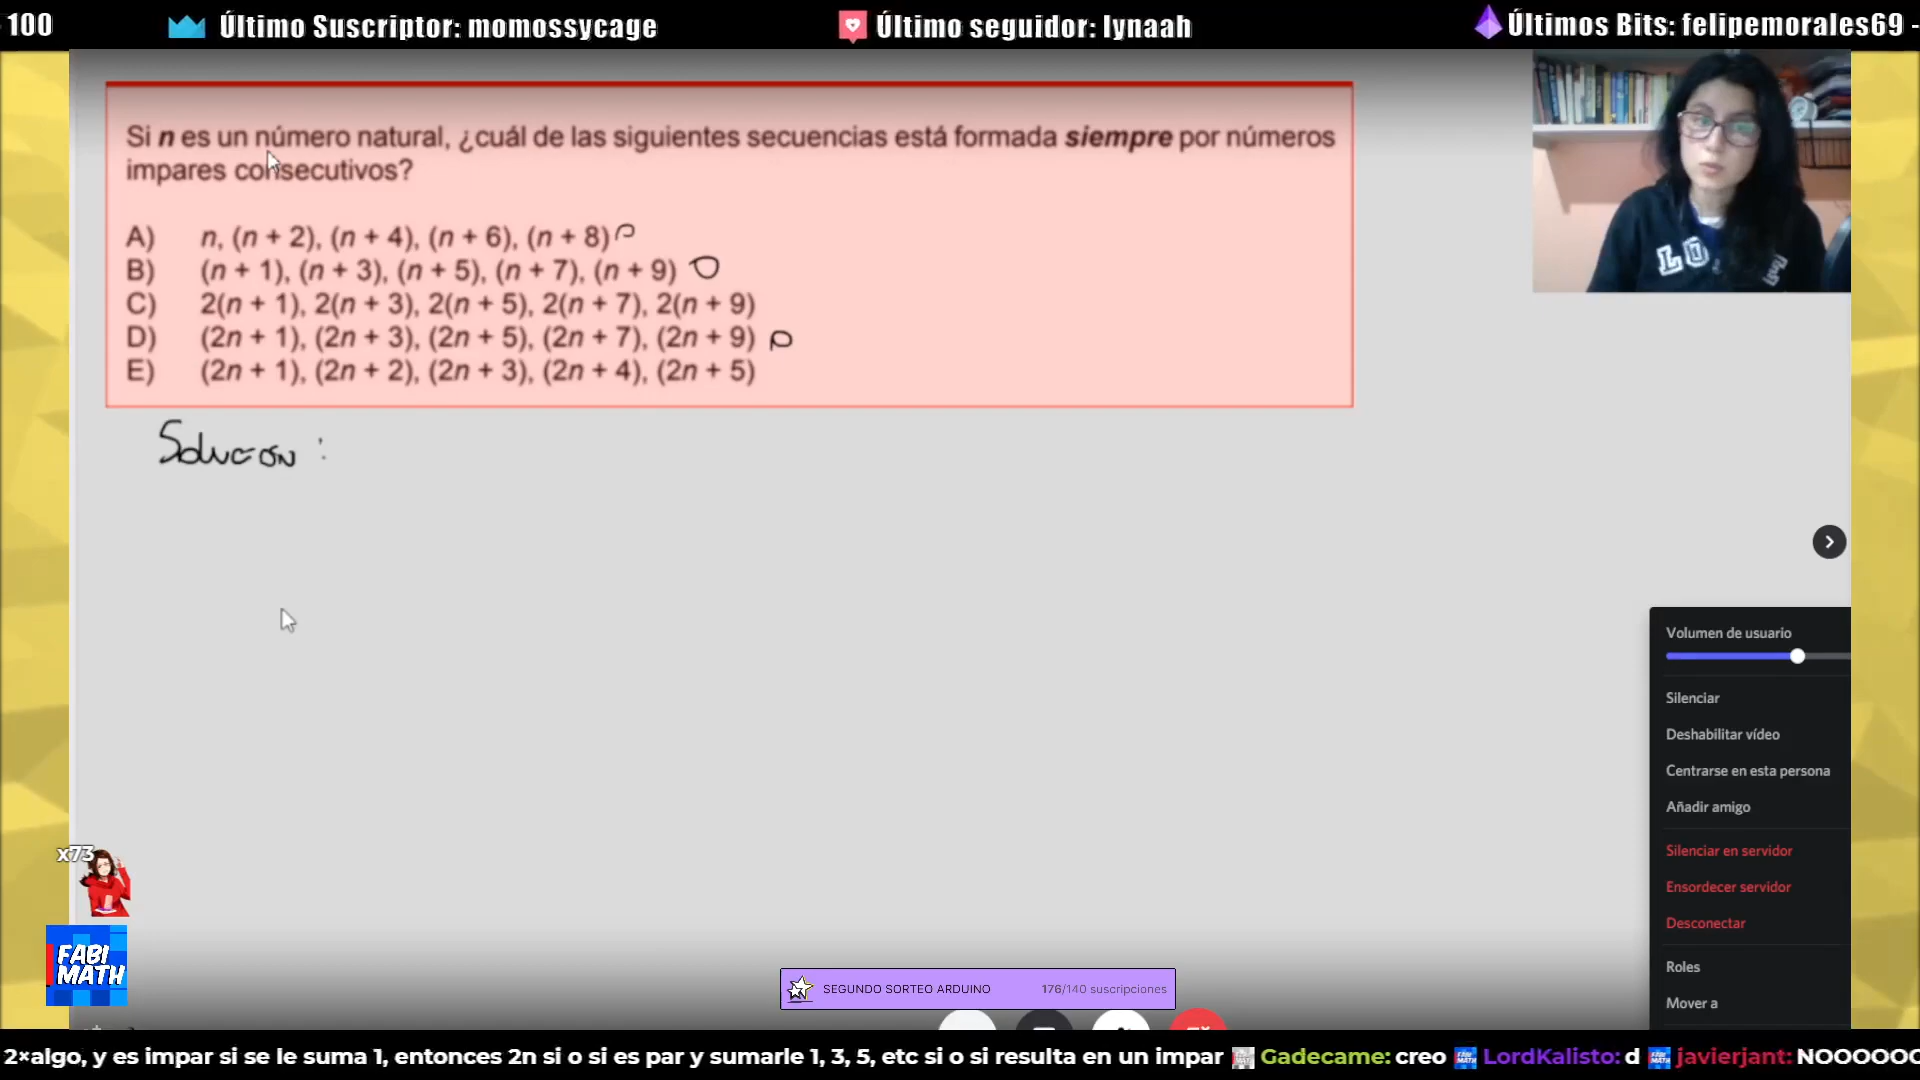 100
Último Suscriptor: momossycage
Último seguidor: lynaah
Últimos Bits: felipemorales69 -
Si n es un número natural, ¿cuál de las siguientes secuencias está formada siempre por números
impares consecutivos?
A) n, (n + 2), (n + 4), (n + 6), (n + 8)
B) (n + 1), (n + 3), (n + 5), (n + 7), (n + 9)
C) 2(n + 1), 2(n + 3), 2(n + 5), 2(n + 7), 2(n + 9)
D) (2n + 1), (2n + 3), (2n + 5), (2n + 7), (2n + 9)
E) (2n + 1), (2n + 2), (2n + 3), (2n + 4), (2n + 5)
Solución :
LO
Volumen de usuario
Silenciar
Deshabilitar vídeo
Centrarse en esta persona
Añadir amigo
Silenciar en servidor
Ensordecer servidor
Desconectar
Roles
Mover a
x73
FABI
MATH
SEGUNDO SORTEO ARDUINO 176/140 suscripciones
2×algo, y es impar si se le suma 1, entonces 2n si o si es par y sumarle 1, 3, 5, etc si o si resulta en un impar Gadecame: creo LordKalisto: d javierjant: NOOOOOO